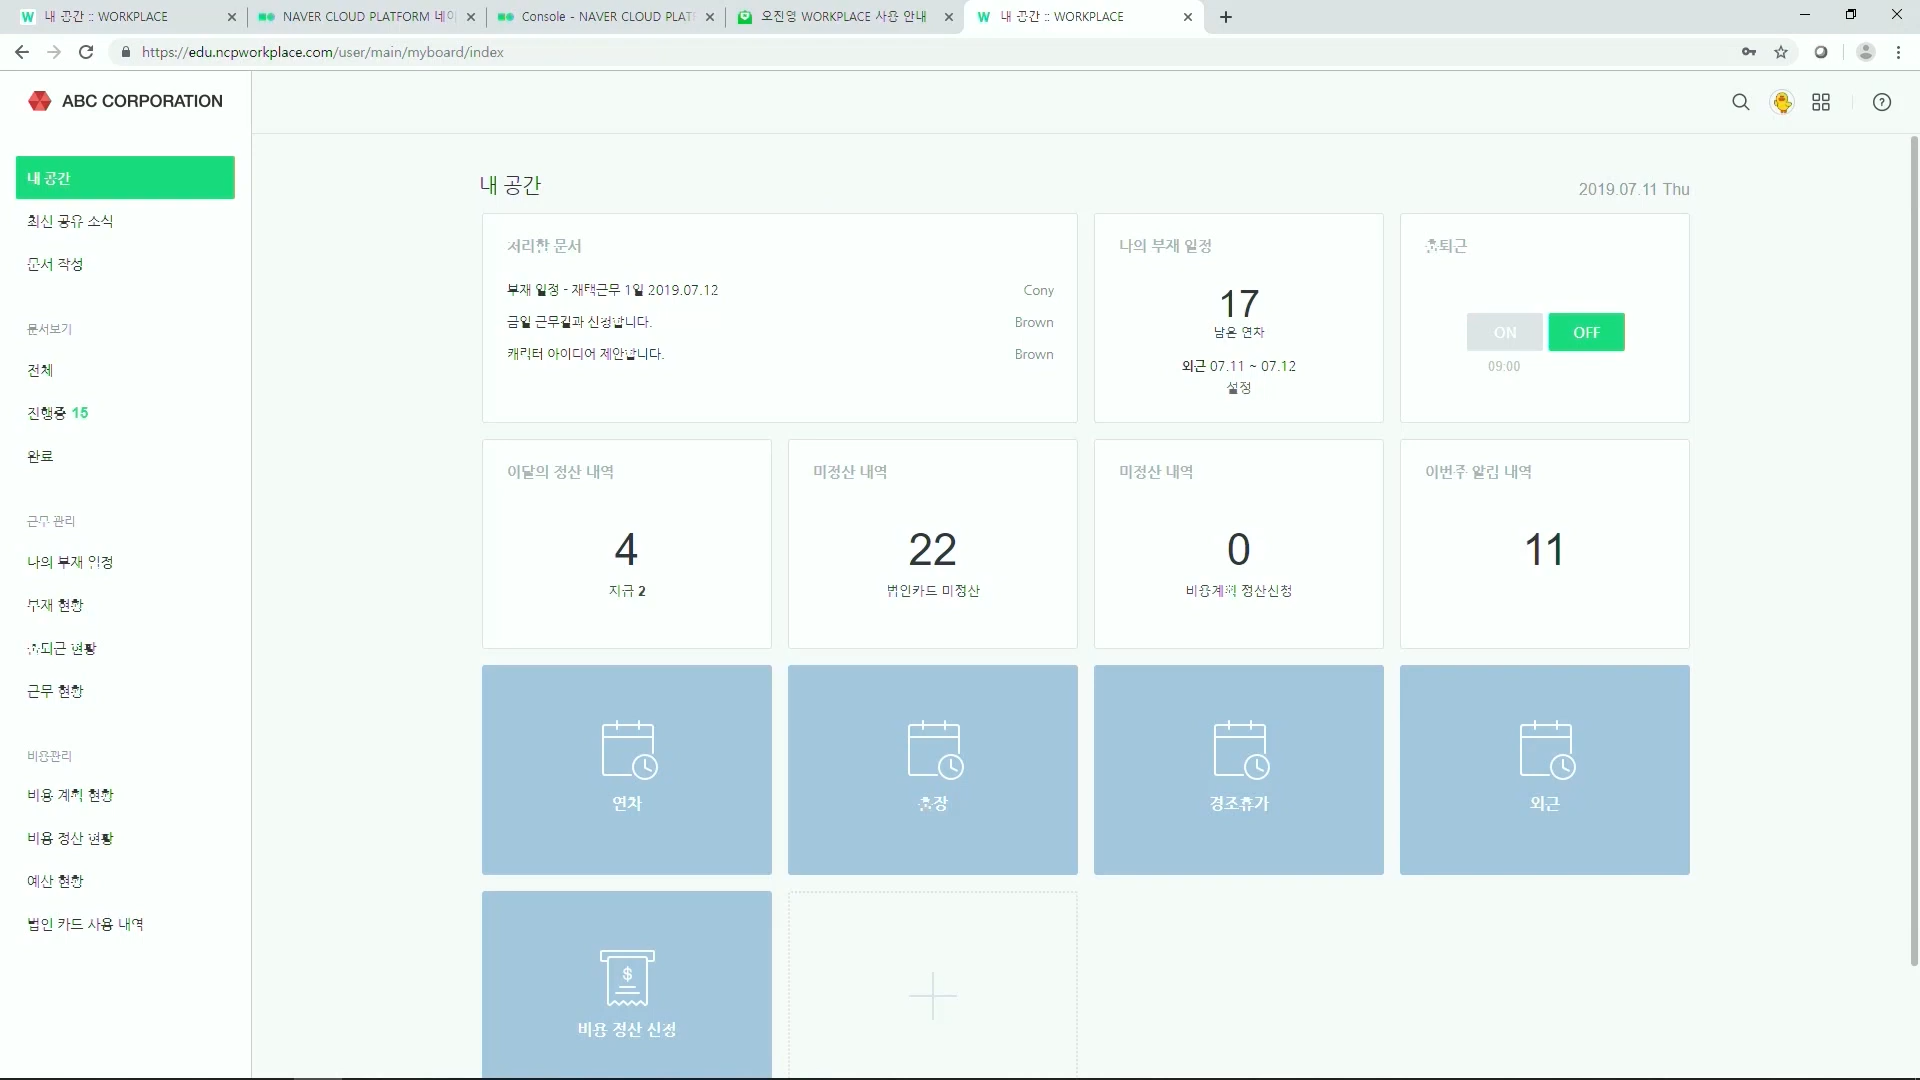 내 공간 :: WORKPLACE
NAVER CLOUD PLATFORM 네이
Console - NAVER CLOUD PLAT
오진영 WORKPLACE 사용 안내
내 공간 :: WORKPLACE
https://edu.ncpworkplace.com/user/main/myboard/index
ABC CORPORATION
내 공간
최신 공유 소식
문서 작성
문서보기
전체
진행중 15
완료
근무 관리
나의 부재 일정
부재 현황
출퇴근 현황
근무 현황
비용관리
비용 계획 현황
비용 정산 현황
예산 현황
법인 카드 사용 내역
내 공간
2019.07.11 Thu
처리할 문서
부재 일정 - 재택근무 1일 2019.07.12
Cony
금일 근무결과 신청합니다.
Brown
캐릭터 아이디어 제안합니다.
Brown
나의 부재 일정
17
남은 연차
외근 07.11 ~ 07.12
설정
출퇴근
ON
OFF
09:00
이달의 정산 내역
4
지급 2
미정산 내역
22
법인카드 미정산
미정산 내역
0
비용계획 정산신청
이번주 알림 내역
11
연차
출장
경조휴가
외근
$
비용 정산 신청